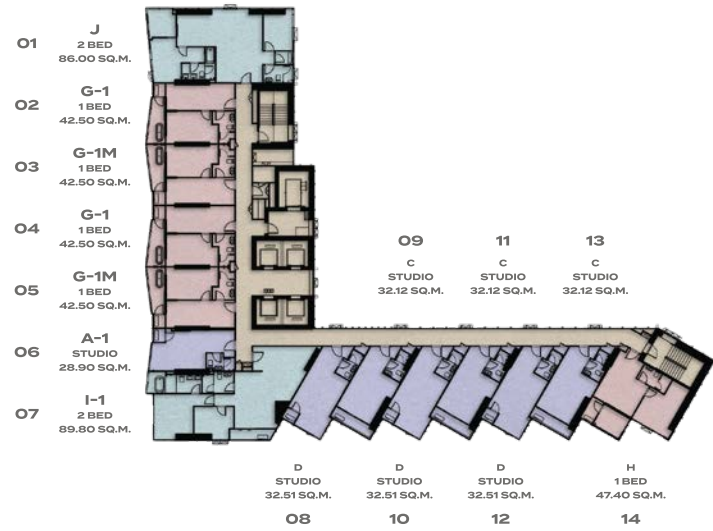 01
J
2 BED
86.00 SQ.M.
02
G-1
1 BED
42.50 SQ.M.
03
G-1M
1 BED
42.50 SQ.M.
04
G-1
1 BED
42.50 SQ.M.
05
G-1M
1 BED
42.50 SQ.M.
06
A-1
STUDIO
28.90 SQ.M.
07
I-1
2 BED
89.80 SQ.M.
09
C
STUDIO
32.12 SQ.M.
11
C
STUDIO
32.12 SQ.M.
13
C
STUDIO
32.12 SQ.M.
D
STUDIO
32.51 SQ.M.
08
D
STUDIO
32.51 SQ.M.
10
D
STUDIO
32.51 SQ.M.
12
H
1 BED
47.40 SQ.M.
14